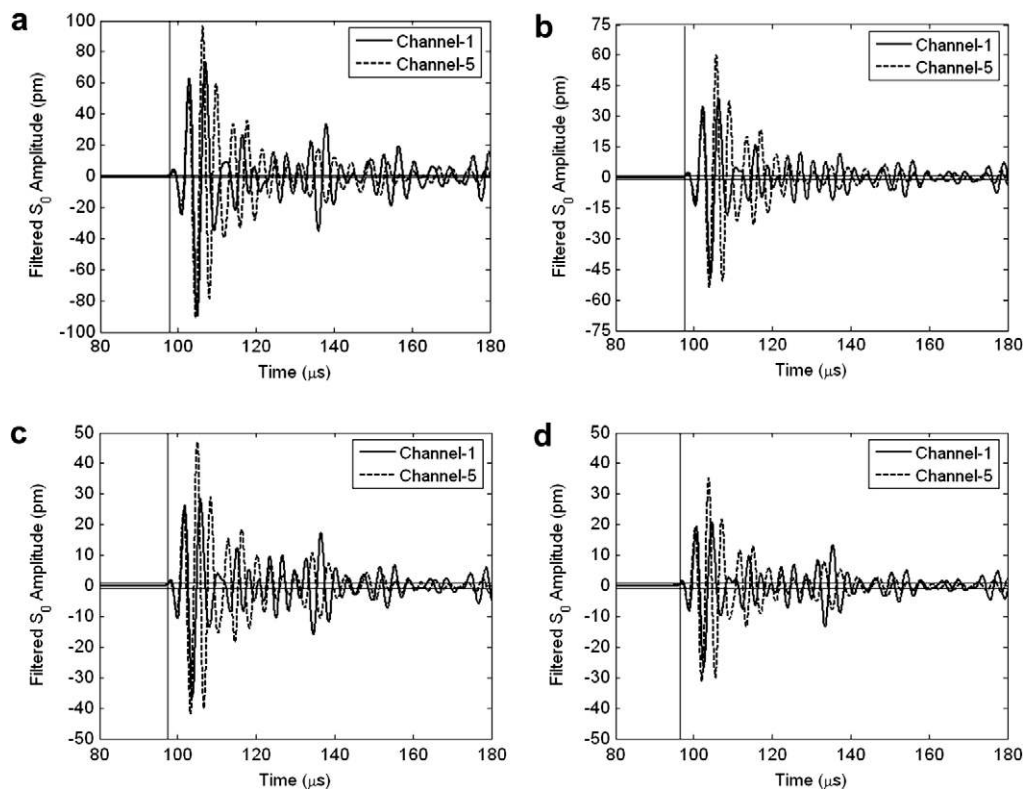 a
Filtered S0 Amplitude (pm)
100
80
60
40
20
0
-20
-40
-60
-80
-100
80 100 120 140 160 180
Time (μs)
Channel-1
Channel-5
b
Filtered S0 Amplitude (pm)
75
60
45
30
15
0
-15
-30
-45
-60
-75
80 100 120 140 160 180
Time (μs)
Channel-1
Channel-5
c
Filtered S0 Amplitude (pm)
50
40
30
20
10
0
-10
-20
-30
-40
-50
80 100 120 140 160 180
Time (μs)
Channel-1
Channel-5
d
Filtered S0 Amplitude (pm)
50
40
30
20
10
0
-10
-20
-30
-40
-50
80 100 120 140 160 180
Time (μs)
Channel-1
Channel-5